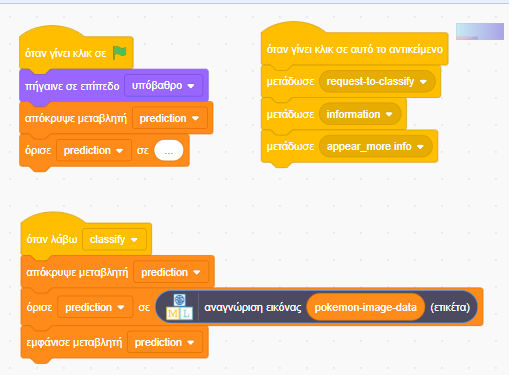 όταν γίνει κλικ σε
πήγαινε σε επίπεδο υπόβαθρο
απόκρυψε μεταβλητή prediction
όρισε prediction σε ...
όταν γίνει κλικ σε αυτό το αντικείμενο
μετάδωσε request-to-classify
μετάδωσε information
μετάδωσε appear_more info
όταν λάβω classify
απόκρυψε μεταβλητή prediction
όρισε prediction σε ML αναγνώριση εικόνας pokemon-image-data (ετικέτα)
εμφάνισε μεταβλητή prediction